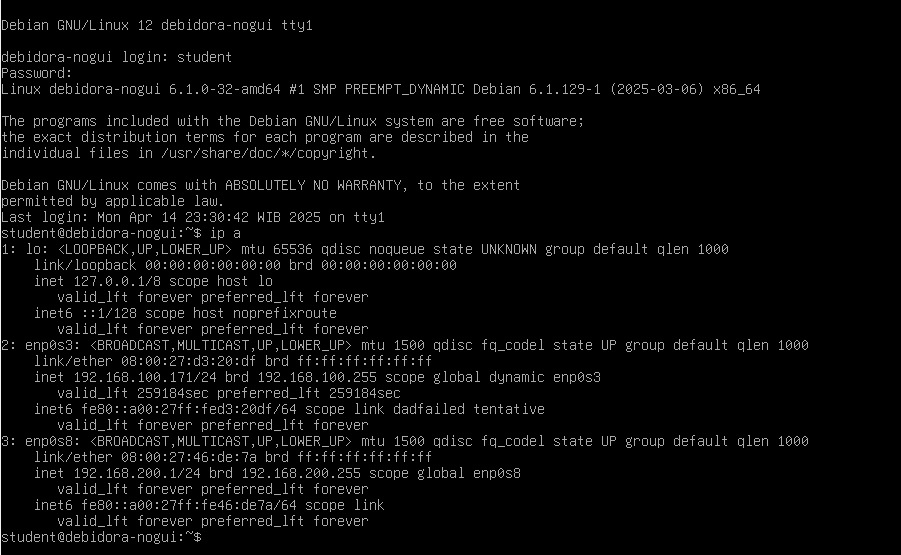 Debian GNU/Linux 12 debidora-nogui tty1
debidora-nogui login: student
Password:
Linux debidora-nogui 6.1.0-32-amd64 #1 SMP PREEMPT_DYNAMIC Debian 6.1.129-1 (2025-03-06) x86_64
The programs included with the Debian GNU/Linux system are free software;
the exact distribution terms for each program are described in the
individual files in /usr/share/doc/*/copyright.
Debian GNU/Linux comes with ABSOLUTELY NO WARRANTY, to the extent
permitted by applicable law.
Last login: Mon Apr 14 23:30:42 WIB 2025 on tty1
student@debidora-nogui:~$ ip a
1: lo: <LOOPBACK,UP,LOWER_UP> mtu 65536 qdisc noqueue state UNKNOWN group default qlen 1000
    link/loopback 00:00:00:00:00:00 brd 00:00:00:00:00:00
    inet 127.0.0.1/8 scope host lo
       valid_lft forever preferred_lft forever
    inet6 ::1/128 scope host noprefixroute
       valid_lft forever preferred_lft forever
2: enp0s3: <BROADCAST,MULTICAST,UP,LOWER_UP> mtu 1500 qdisc fq_codel state UP group default qlen 1000
    link/ether 08:00:27:d3:20:df brd ff:ff:ff:ff:ff:ff
    inet 192.168.100.171/24 brd 192.168.100.255 scope global dynamic enp0s3
       valid_lft 259184sec preferred_lft 259184sec
    inet6 fe80::a00:27ff:fed3:20df/64 scope link dadfailed tentative
       valid_lft forever preferred_lft forever
3: enp0s8: <BROADCAST,MULTICAST,UP,LOWER_UP> mtu 1500 qdisc fq_codel state UP group default qlen 1000
    link/ether 08:00:27:46:de:7a brd ff:ff:ff:ff:ff:ff
    inet 192.168.200.1/24 brd 192.168.200.255 scope global enp0s8
       valid_lft forever preferred_lft forever
    inet6 fe80::a00:27ff:fe46:de7a/64 scope link
       valid_lft forever preferred_lft forever
student@debidora-nogui:~$